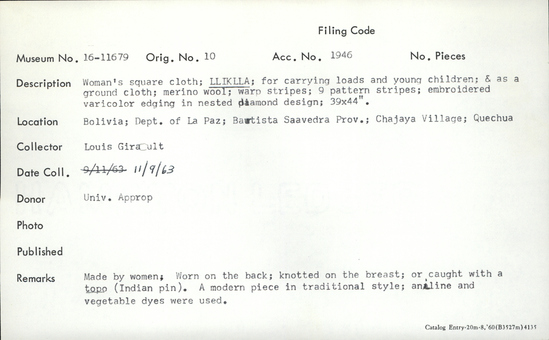 Filing Code
Museum No. 16-11679 Orig. No. 10 Acc. No. 1946 No. Pieces
Description Woman's square cloth; LLIKLLA; for carrying loads and young children; & as a
ground cloth; merino wool; warp stripes; 9 pattern stripes; embroidered
varicolor edging in nested diamond design; 39x44".
Location Bolivia; Dept. of La Paz; Bautista Saavedra Prov.; Chajaya Village; Quechua
Collector Louis Girault
Date Coll. 9/11/63 11/9/63
Donor Univ. Approp
Photo
Published
Remarks Made by women; Worn on the back; knotted on the breast; or caught with a
topo (Indian pin). A modern piece in traditional style; aniline and
vegetable dyes were used.
Catalog Entry-20m-8,'60(B3527m)4135